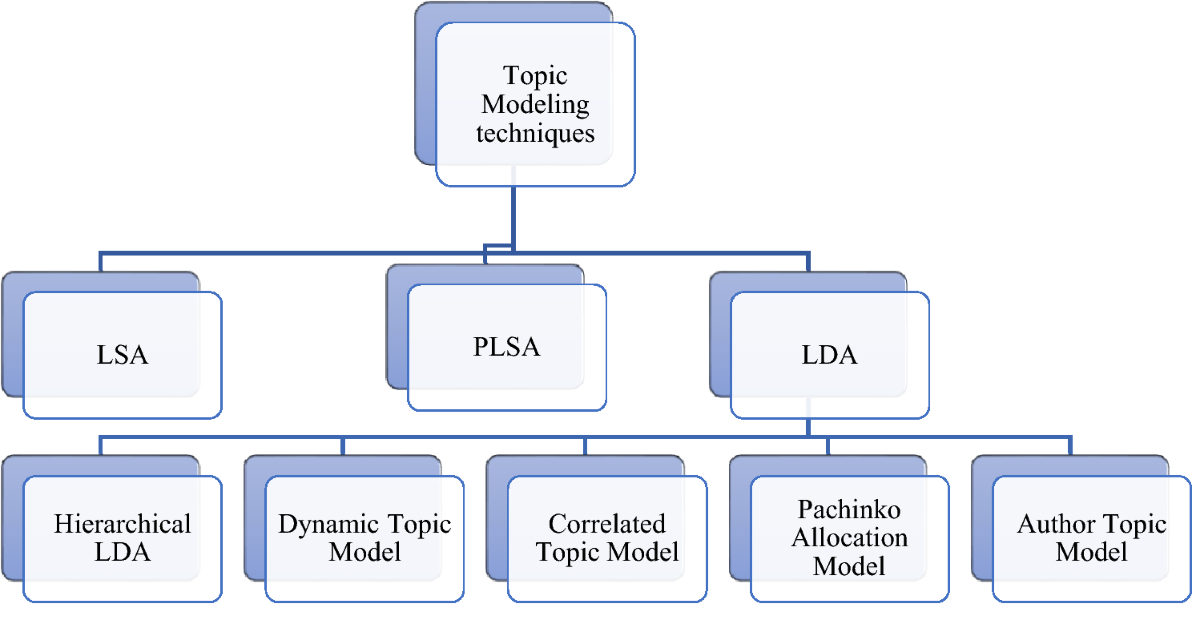 Topic
Modeling
techniques
LSA
PLSA
LDA
Hierarchical
LDA
Dynamic Topic
Model
Correlated
Topic Model
Pachinko
Allocation
Model
Author Topic
Model